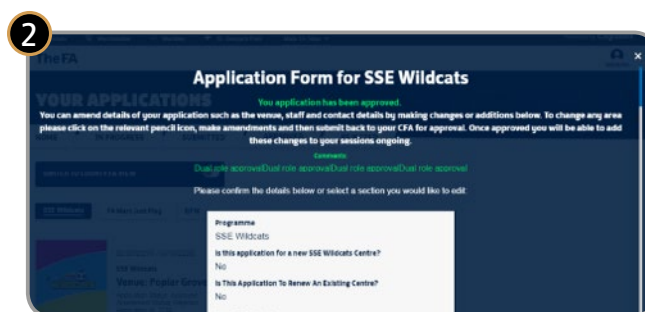 2
The FA
Application Form for SSE Wildcats
YOUR APPLICATIONS
You application has been approved.
You can amend details of your application such as the venue, staff and contact details by making changes or additions below. To change any area
please click on the relevant pencil icon, make amendments and then submit back to your CFA for approval. Once approved you will be able to add
these changes to your sessions ongoing.
Comments
Dual role approvalDual role approvalDual role approvalDual role approval
Please confirm the details below or select a section you would like to edit
SSE Wildcats
Programme
SSE Wildcats
Is this application for a new SSE Wildcats Centre?
No
Is This Application To Renew An Existing Centre?
No
SSE Wildcats
Venue: Poplar Grove